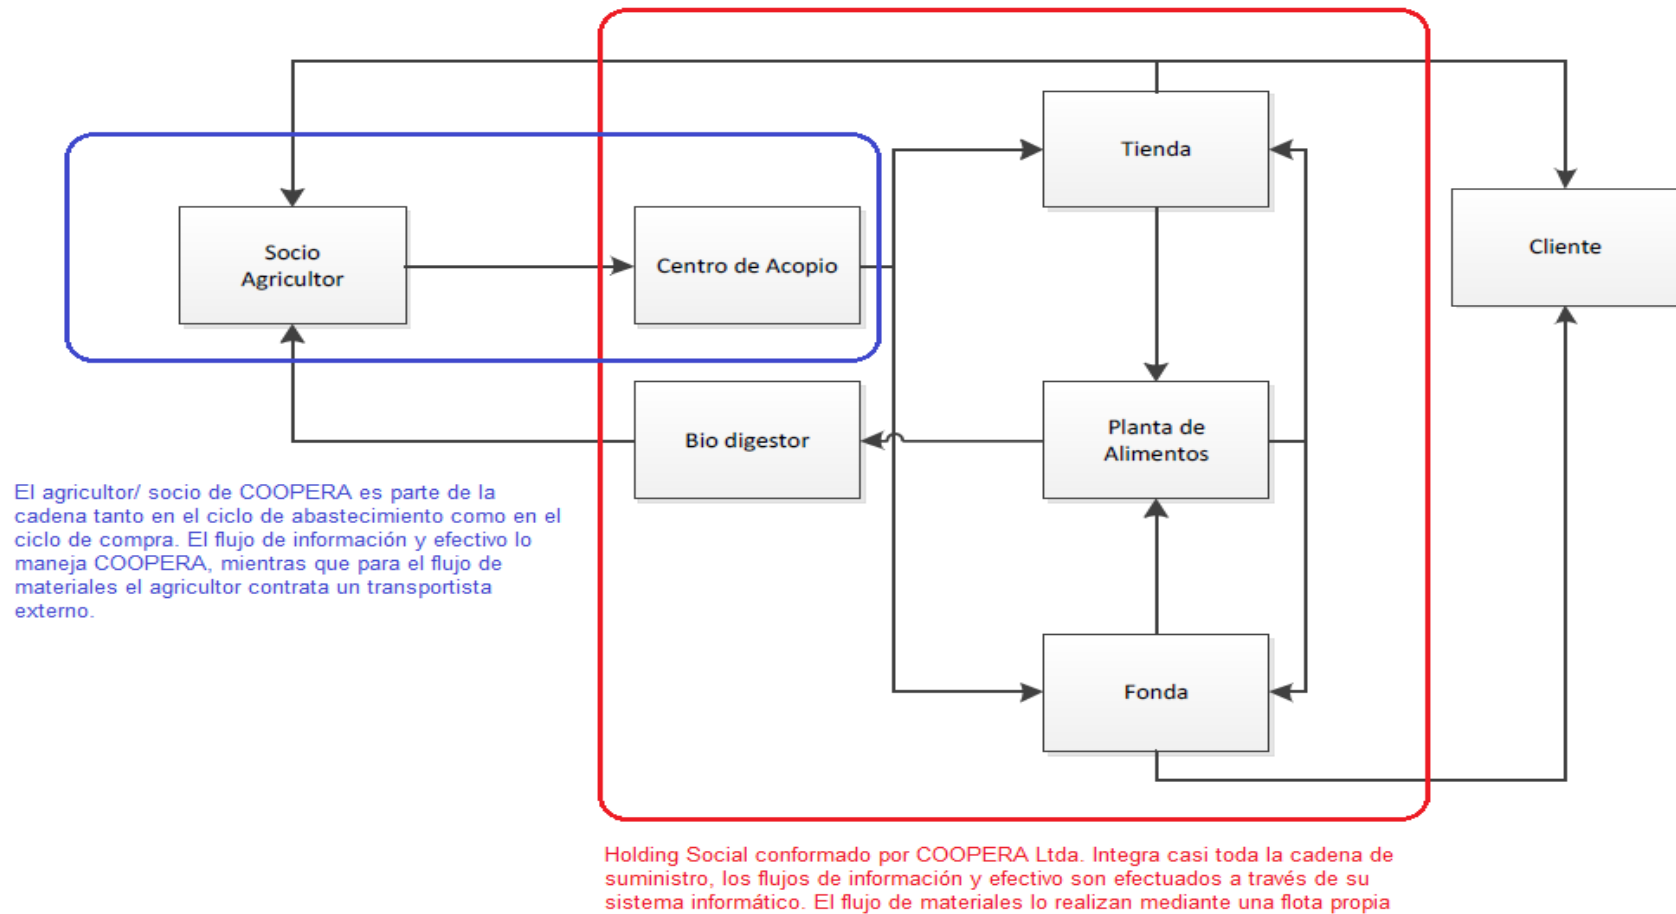 Tienda
Socio
Agricultor
Centro de Acopio
Cliente
Bio digestor
Planta de
Alimentos
Fonda
El agricultor/ socio de COOPERA es parte de la
cadena tanto en el ciclo de abastecimiento como en el
ciclo de compra. El flujo de información y efectivo lo
maneja COOPERA, mientras que para el flujo de
materiales el agricultor contrata un transportista
externo.
Holding Social conformado por COOPERA Ltda. Integra casi toda la cadena de
suministro, los flujos de información y efectivo son efectuados a través de su
sistema informático. El flujo de materiales lo realizan mediante una flota propia